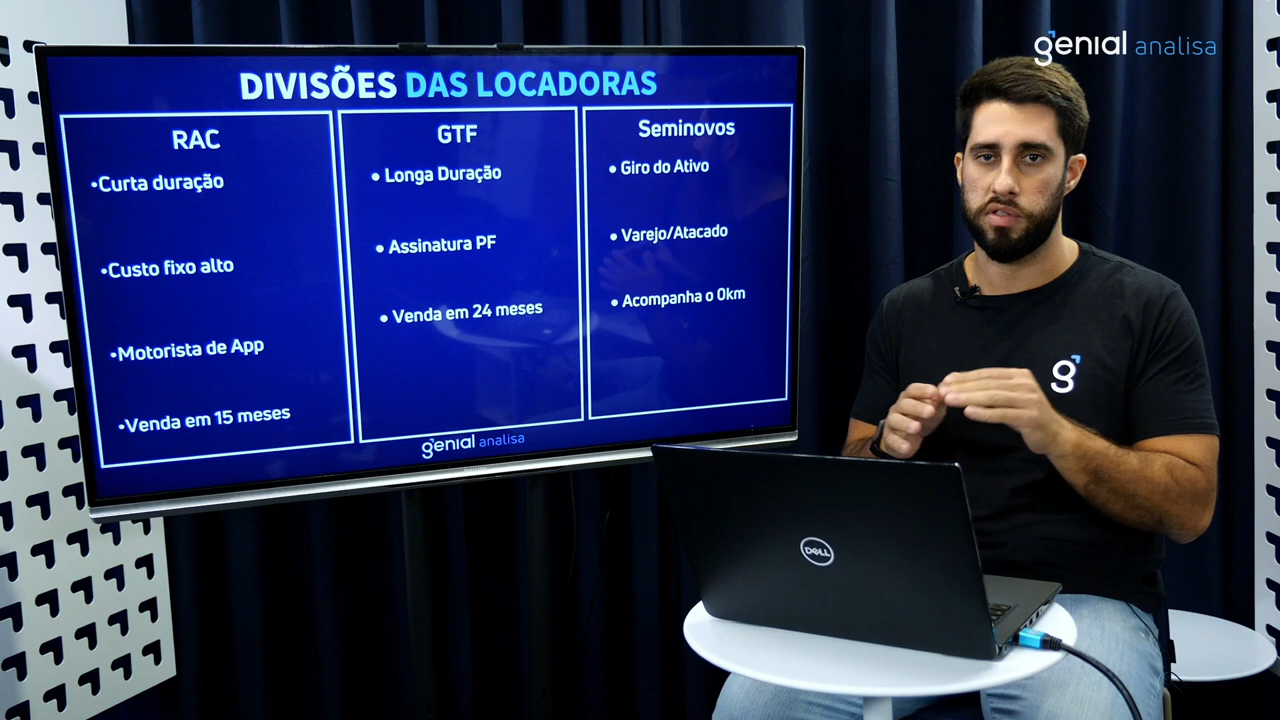 genial analisa
DIVISÕES DAS LOCADORAS
RAC
•Curta duração
•Custo fixo alto
•Motorista de App
•Venda em 15 meses
GTF
• Longa Duração
• Assinatura PF
• Venda em 24 meses
Seminovos
• Giro do Ativo
• Varejo/Atacado
• Acompanha o 0km
genial analisa
g
DELL